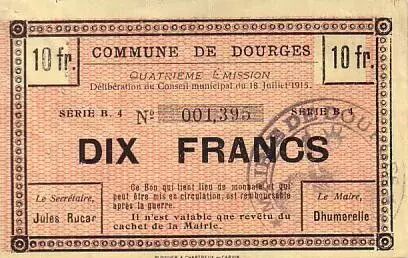 10 fr.
COMMUNE DE DOURGES
10 fr.
QUATRIÈME ÉMISSION
Délibération du Conseil municipal du 18 Juillet 1915.
SÉRIE B. 4
No 001,395
SÉRIE B. 4
DIX FRANCS
Le Secrétaire,
Jules Rucar
Ce Bon qui tient lieu de monnaie et qui
peut être mis en circulation, est remboursable
après la guerre.
Il n'est valable que revêtu du
cachet de la Mairie.
Le Maire,
Dhumerelle